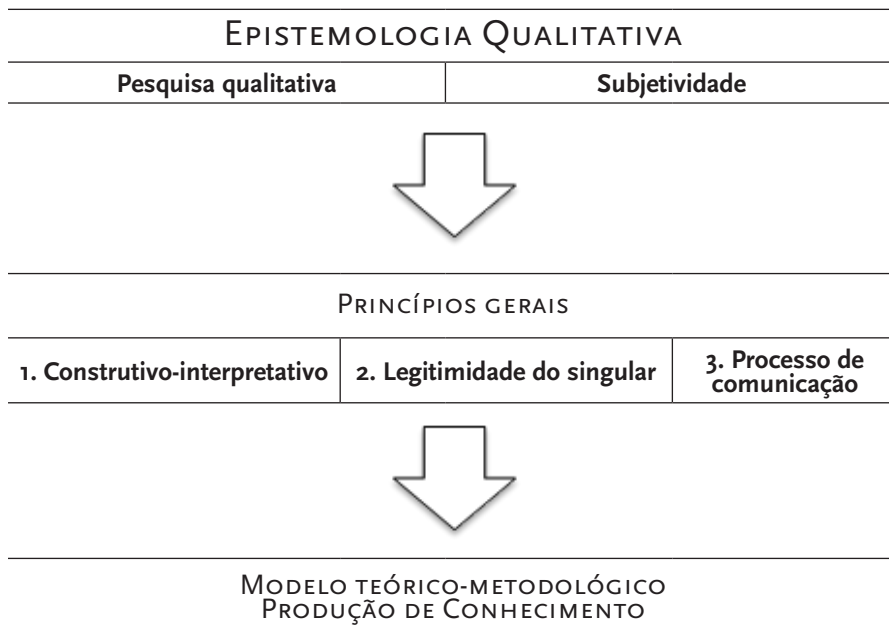 Epistemologia Qualitativa
Pesquisa qualitativa Subjetividade
Princípios gerais
1. Construtivo-interpretativo 2. Legitimidade do singular 3. Processo de
comunicação
Modelo teórico-metodológico
Produção de Conhecimento